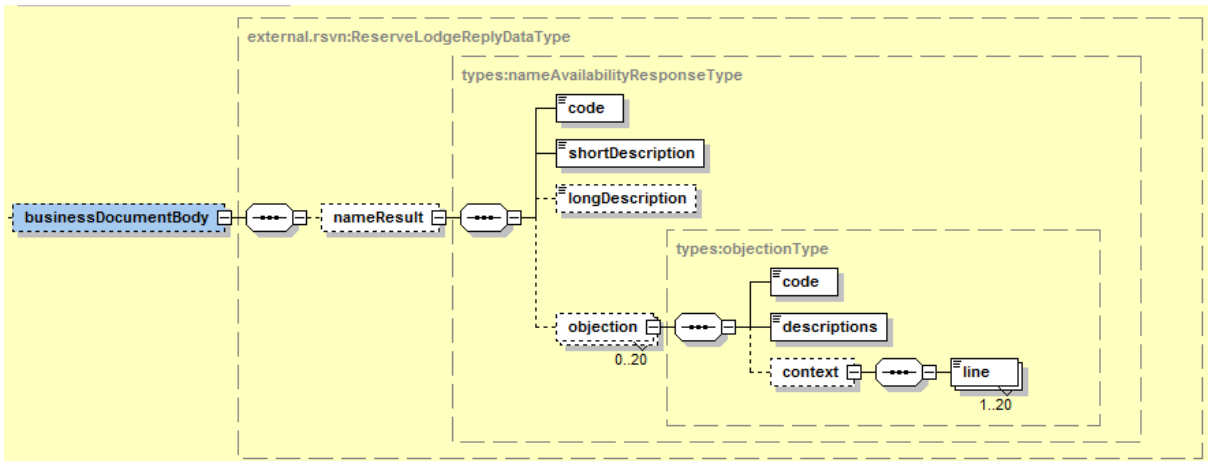 external.rsvn:ReserveLodgeReplyDataType
types:nameAvailabilityResponseType
code
shortDescription
longDescription
businessDocumentBody
nameResult
types:objectionType
code
objection
descriptions
0..20
context
line
1..20